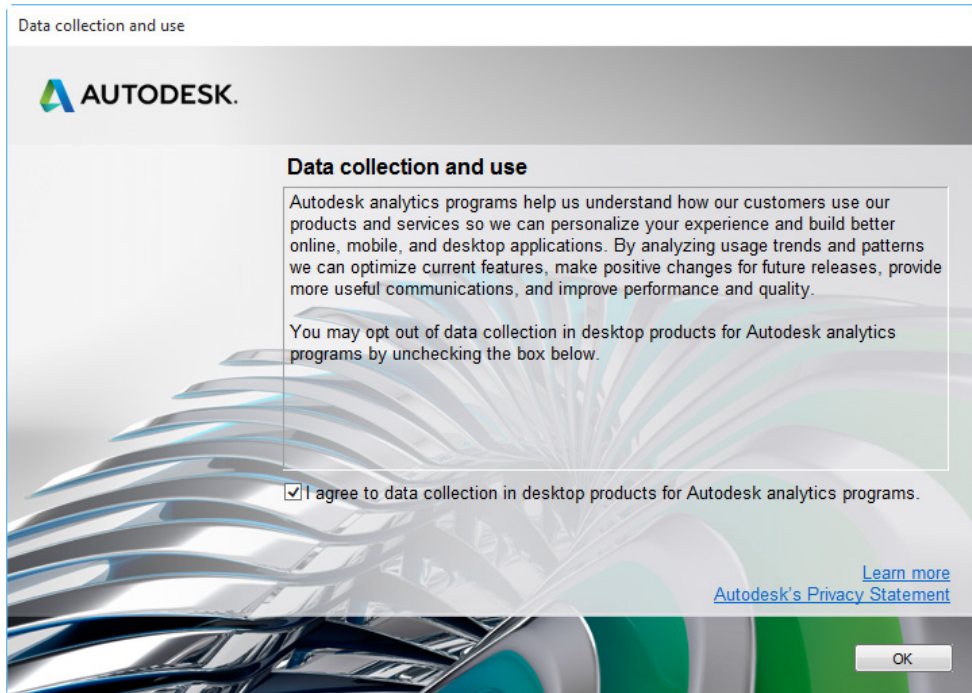 Data collection and use
AUTODESK.
Data collection and use
Autodesk analytics programs help us understand how our customers use our
products and services so we can personalize your experience and build better
online, mobile, and desktop applications. By analyzing usage trends and patterns
we can optimize current features, make positive changes for future releases, provide
more useful communications, and improve performance and quality.
You may opt out of data collection in desktop products for Autodesk analytics
programs by unchecking the box below.
I agree to data collection in desktop products for Autodesk analytics programs.
Learn more
Autodesk's Privacy Statement
OK